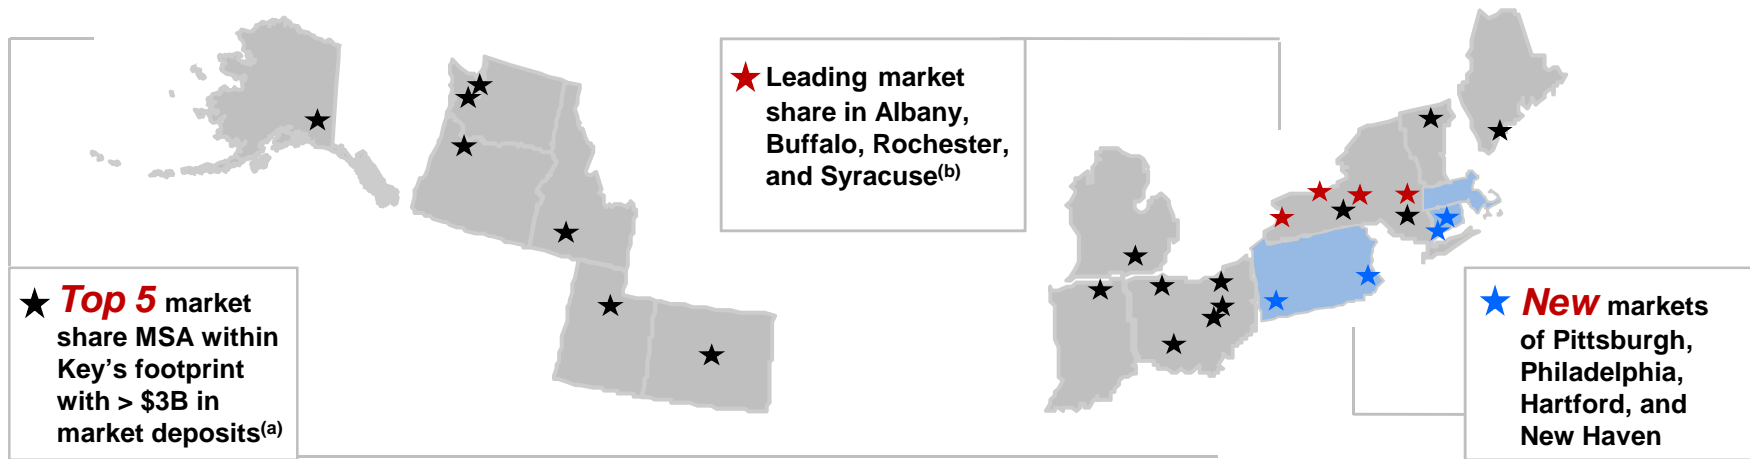 Top 5 market
share MSA within
Key’s footprint
with > $3B in
market deposits(a)
Leading market
share in Albany,
Buffalo, Rochester,
and Syracuse(b)
New markets
of Pittsburgh,
Philadelphia,
Hartford, and
New Haven